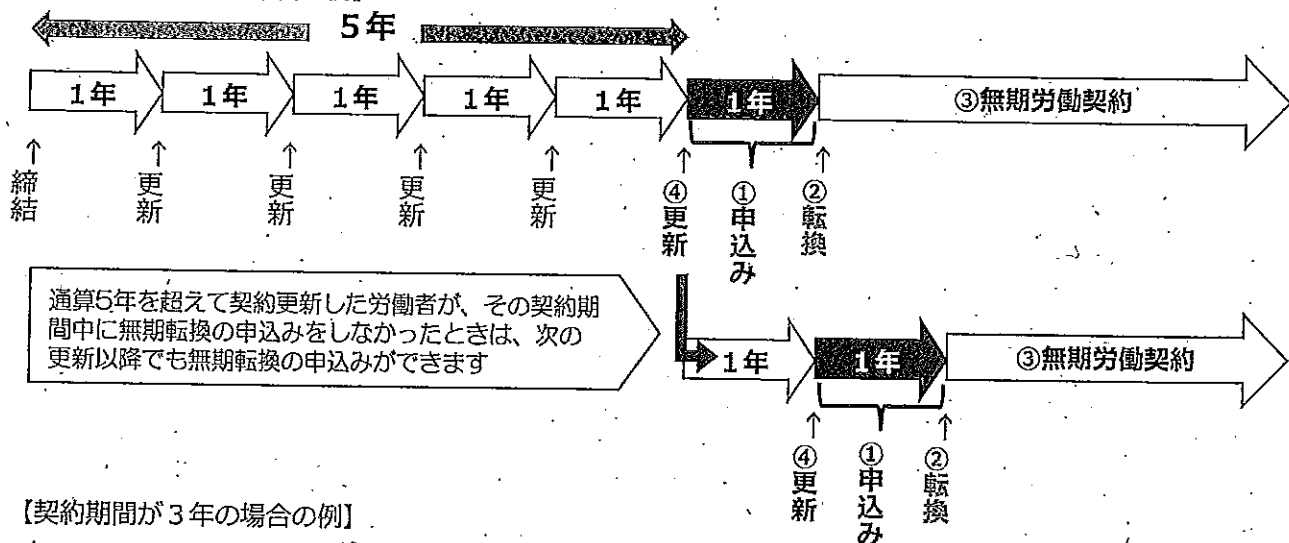 5年
1年 1年 1年 1年 1年 1年 ③無期労働契約
↑締結 ↑更新 ↑更新 ↑更新 ↑更新 ↑④更新 ①申込み ↑②転換
通算5年を超えて契約更新した労働者が、その契約期
間中に無期転換の申込みをしなかったときは、次の
更新以降でも無期転換の申込みができます
1年 1年 ③無期労働契約
↑④更新 ①申込み ↑②転換
【契約期間が3年の場合の例】